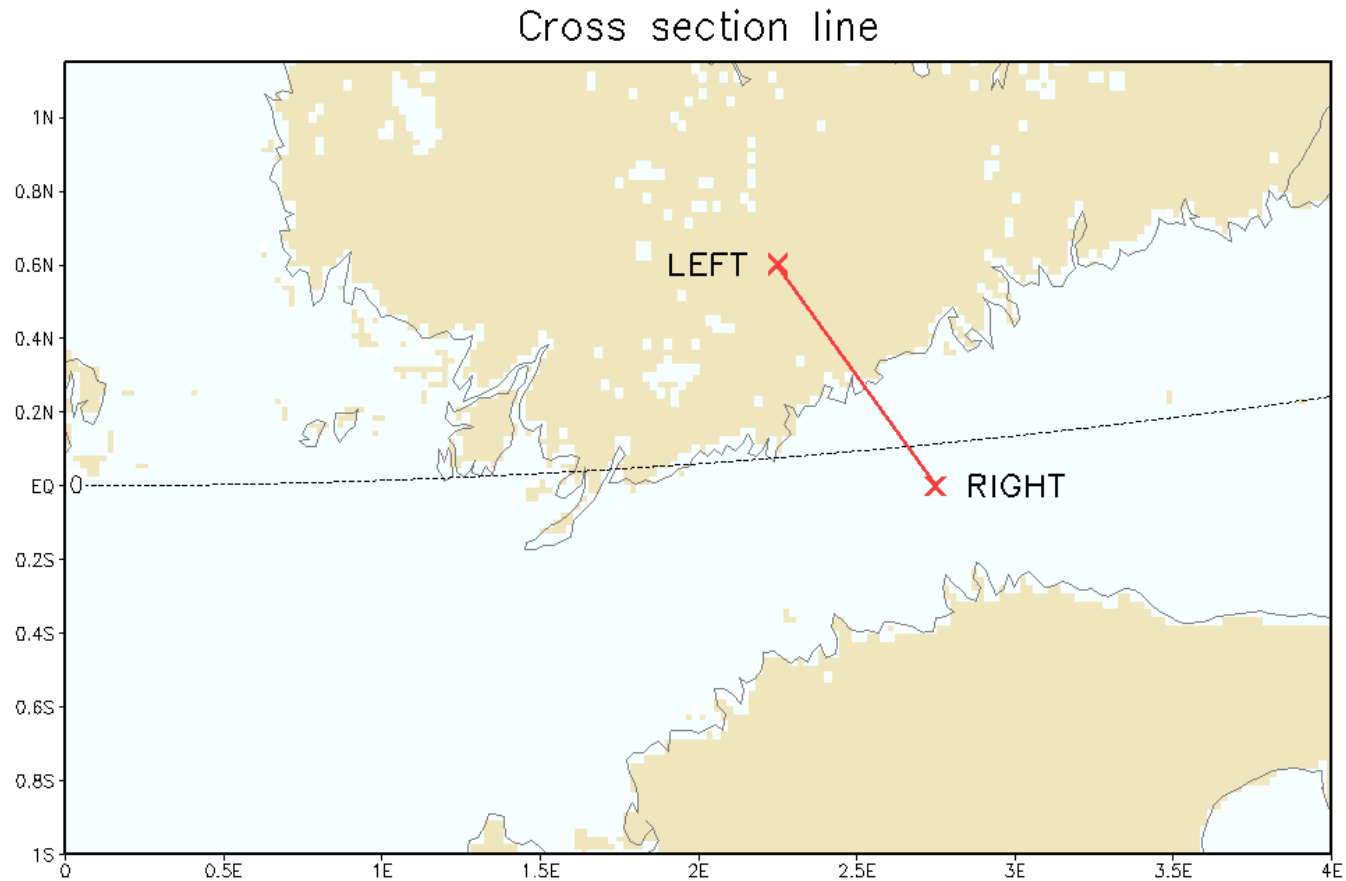 Cross section line
1N
0.8N
0.6N
LEFT
0.4N
0.2N
EQ
0
RIGHT
0.2S
0.4S
0.6S
0.8S
1S
0
0.5E
1E
1.5E
2E
2.5E
3E
3.5E
4E